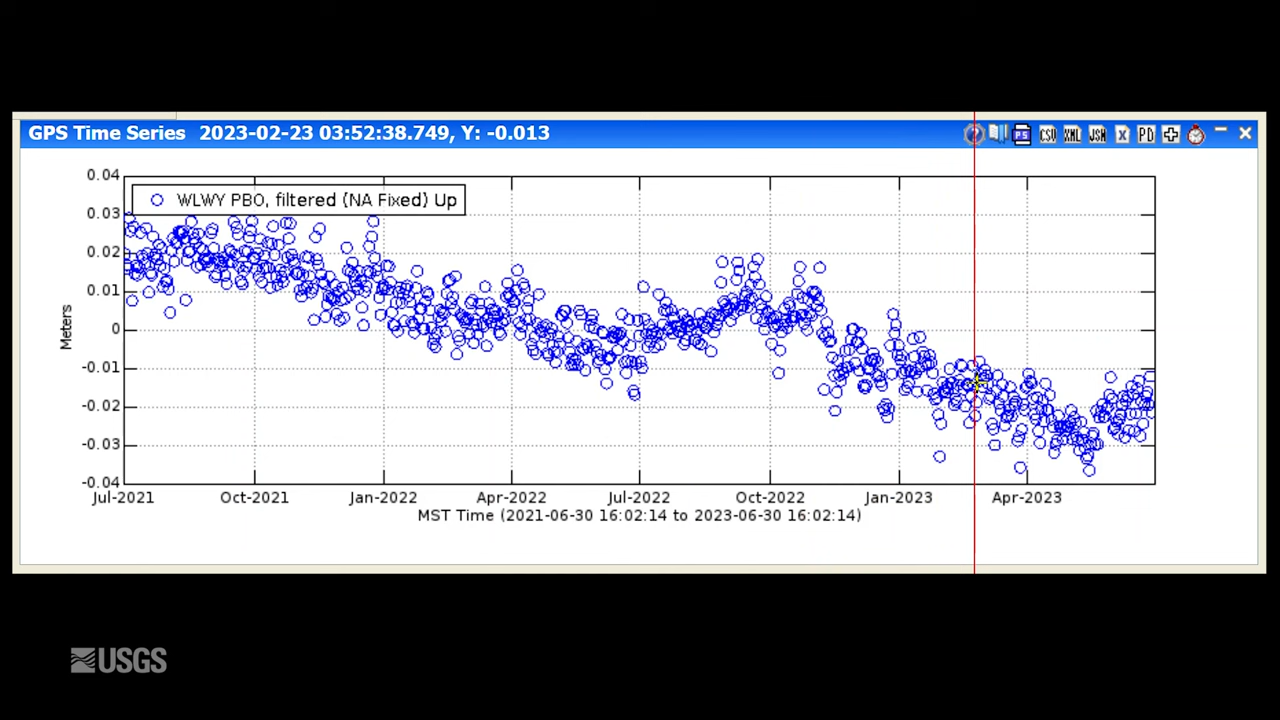 GPS Time Series 2023-02-23 03:52:38.749, Y: -0.013
? PS CSV XML JSN X PD
0.04
WLWY PBO, filtered (NA Fixed) Up
0.03
0.02
0.01
0
-0.01
-0.02
-0.03
-0.04
Meters
Jul-2021 Oct-2021 Jan-2022 Apr-2022 Jul-2022 Oct-2022 Jan-2023 Apr-2023
MST Time (2021-06-30 16:02:14 to 2023-06-30 16:02:14)
USGS